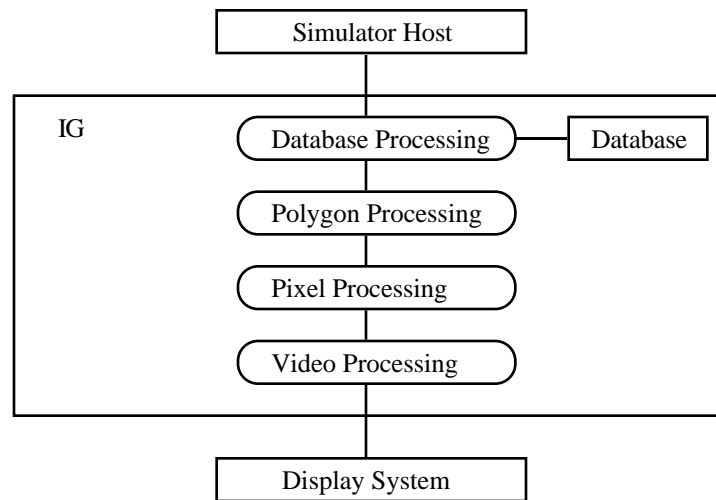 Simulator Host
IG
Database Processing
Database
Polygon Processing
Pixel Processing
Video Processing
Display System